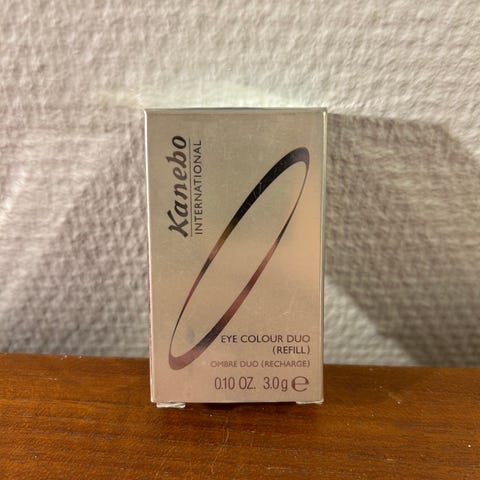 Kanebo
INTERNATIONAL
EYE COLOUR DUO
(REFILL)
OMBRE DUO (RECHARGE)
0.10 OZ. 3.0g ℮